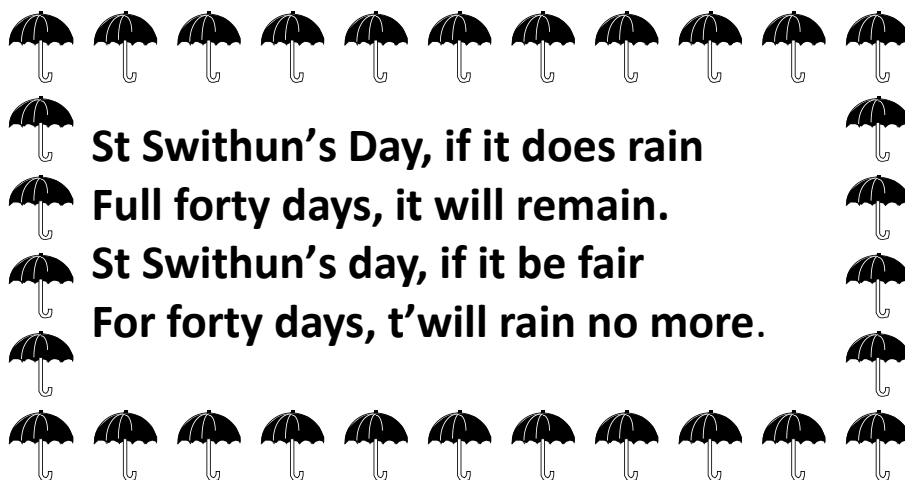 St Swithun’s Day, if it does rain
Full forty days, it will remain.
St Swithun’s day, if it be fair
For forty days, t’will rain no more.